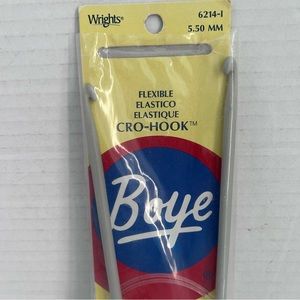 Wrights®
6214-I
5.50 MM
FLEXIBLE
ELASTICO
ELASTIQUE
CRO-HOOK™
Boye